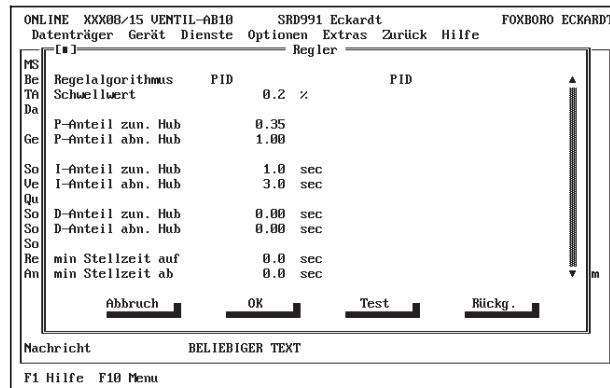 ONLINE XXX08/15 VENTIL-AB10 SRD991 Eckardt FOXBORO ECKARDT
Datenträger Gerät Dienste Optionen Extras Zurück Hilfe
[■] Regler
MS
Be Regelalgorithmus PID PID
TA Schwellwert 0.2 %
Da
P-Anteil zun. Hub 0.35
Ge P-Anteil abn. Hub 1.00
So I-Anteil zun. Hub 1.0 sec
Ve I-Anteil abn. Hub 3.0 sec
Qu
So D-Anteil zun. Hub 0.00 sec
So D-Anteil abn. Hub 0.00 sec
So
Re min Stellzeit auf 0.0 sec
An min Stellzeit ab 0.0 sec m
Abbruch OK Test Rückg.
Nachricht BELIEBIGER TEXT
F1 Hilfe F10 Menu